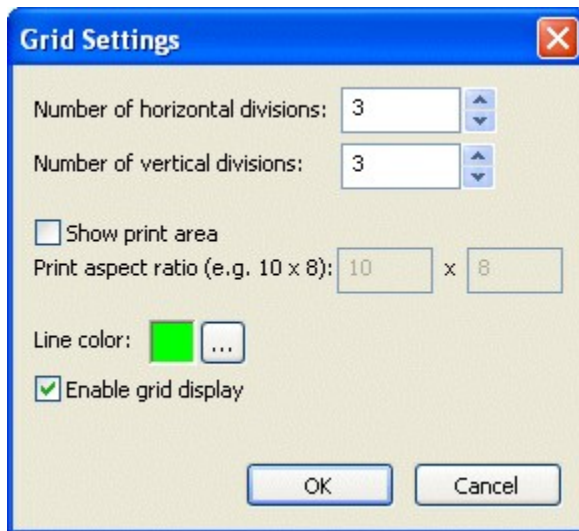 Grid Settings
Number of horizontal divisions: 3
Number of vertical divisions: 3
Show print area
Print aspect ratio (e.g. 10 x 8): 10 x 8
Line color: ...
Enable grid display
OK Cancel